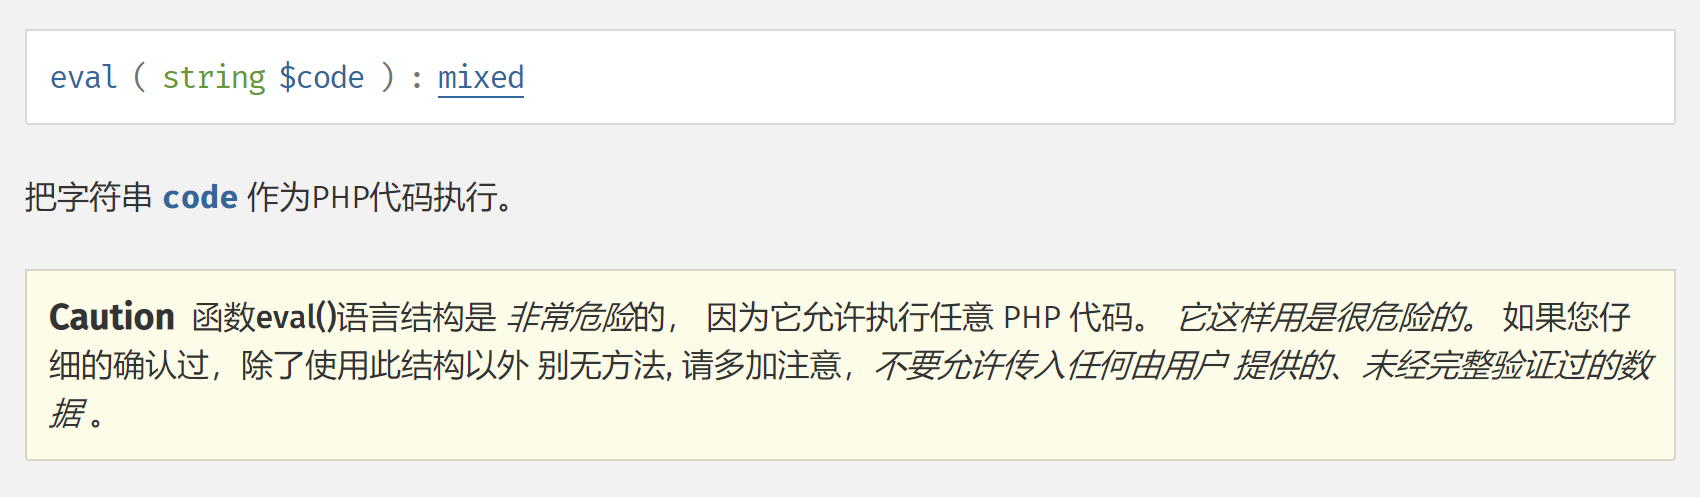 eval ( string $code ) : mixed
把字符串 code 作为PHP代码执行。
Caution 函数eval()语言结构是 非常危险的， 因为它允许执行任意 PHP 代码。 它这样用是很危险的。 如果您仔
细的确认过，除了使用此结构以外 别无方法, 请多加注意，不要允许传入任何由用户 提供的、未经完整验证过的数
据 。